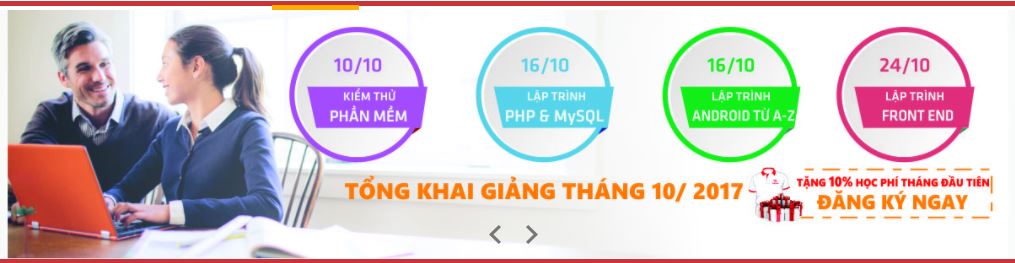 10/10
KIỂM THỬ
PHẦN MỀM
16/10
LẬP TRÌNH
PHP & MySQL
16/10
LẬP TRÌNH
ANDROID TỪ A-Z
24/10
LẬP TRÌNH
FRONT END
TỔNG KHAI GIẢNG THÁNG 10/ 2017
TẶNG 10% HỌC PHÍ THÁNG ĐẦU TIÊN
ĐĂNG KÝ NGAY